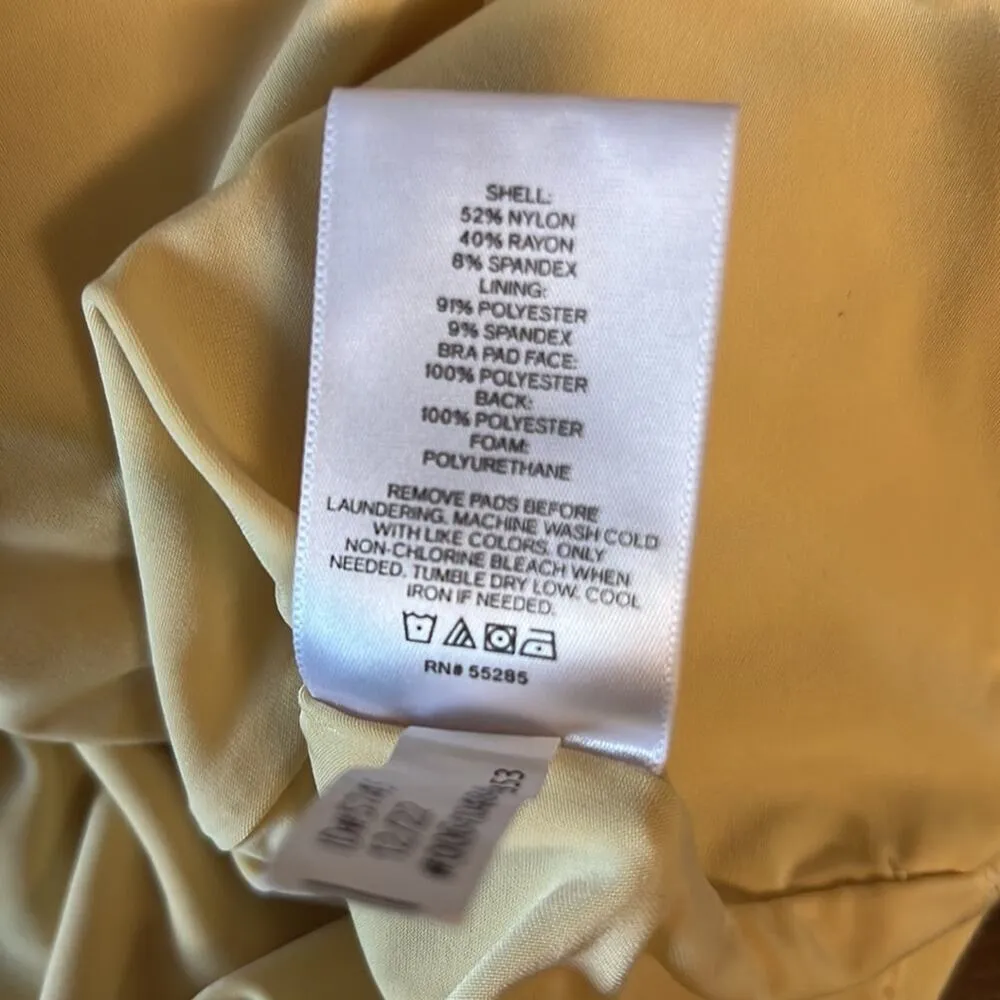 SHELL:
52% NYLON
40% RAYON
8% SPANDEX
LINING:
91% POLYESTER
9% SPANDEX
BRA PAD FACE:
100% POLYESTER
BACK:
100% POLYESTER
FOAM:
POLYURETHANE
REMOVE PADS BEFORE
LAUNDERING. MACHINE WASH COLD
WITH LIKE COLORS. ONLY
NON-CHLORINE BLEACH WHEN
NEEDED. TUMBLE DRY LOW. COOL
IRON IF NEEDED.
RN# 55285
12/22